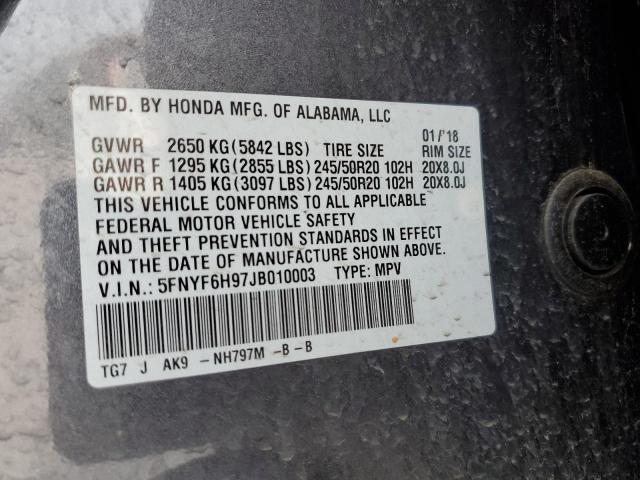 MFD. BY HONDA MFG. OF ALABAMA, LLC
01/'18
GVWR 2650 KG(5842 LBS) TIRE SIZE RIM SIZE
GAWR F 1295 KG(2855 LBS) 245/50R20 102H 20X8.0J
GAWR R 1405 KG(3097 LBS) 245/50R20 102H 20X8.0J
THIS VEHICLE CONFORMS TO ALL APPLICABLE
FEDERAL MOTOR VEHICLE SAFETY
AND THEFT PREVENTION STANDARDS IN EFFECT
ON THE DATE OF MANUFACTURE SHOWN ABOVE.
V.I.N.: 5FNYF6H97JB010003 TYPE: MPV
TG7 J AK9 -NH797M -B-B